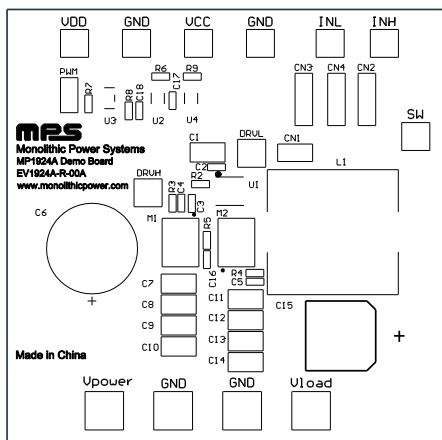 VDD GND VCC GND INL INH
R6 R9
CN3 CN4 CN2
PWM
R7
C17
R8
C18
U3 U2 U4
SW
mps
Monolithic Power Systems
MP1924A Demo Board
EV1924A-R-00A
www.monolithicpower.com
C1
DRVL
CN1
C2
L1
R2
U1
DRVH
R3
C4
C3
C6
M1 M2
R5
C16
R4
C5
C7
C8
C9
C10
C11
C12
C13
C14
C15
+
+
Made in China
Vpower GND GND Vload